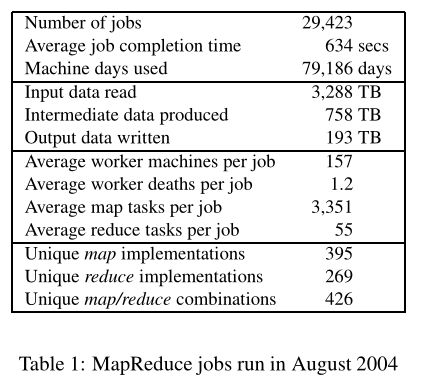 Number of jobs 29,423
Average job completion time 634 secs
Machine days used 79,186 days
Input data read 3,288 TB
Intermediate data produced 758 TB
Output data written 193 TB
Average worker machines per job 157
Average worker deaths per job 1.2
Average map tasks per job 3,351
Average reduce tasks per job 55
Unique map implementations 395
Unique reduce implementations 269
Unique map/reduce combinations 426
Table 1: MapReduce jobs run in August 2004